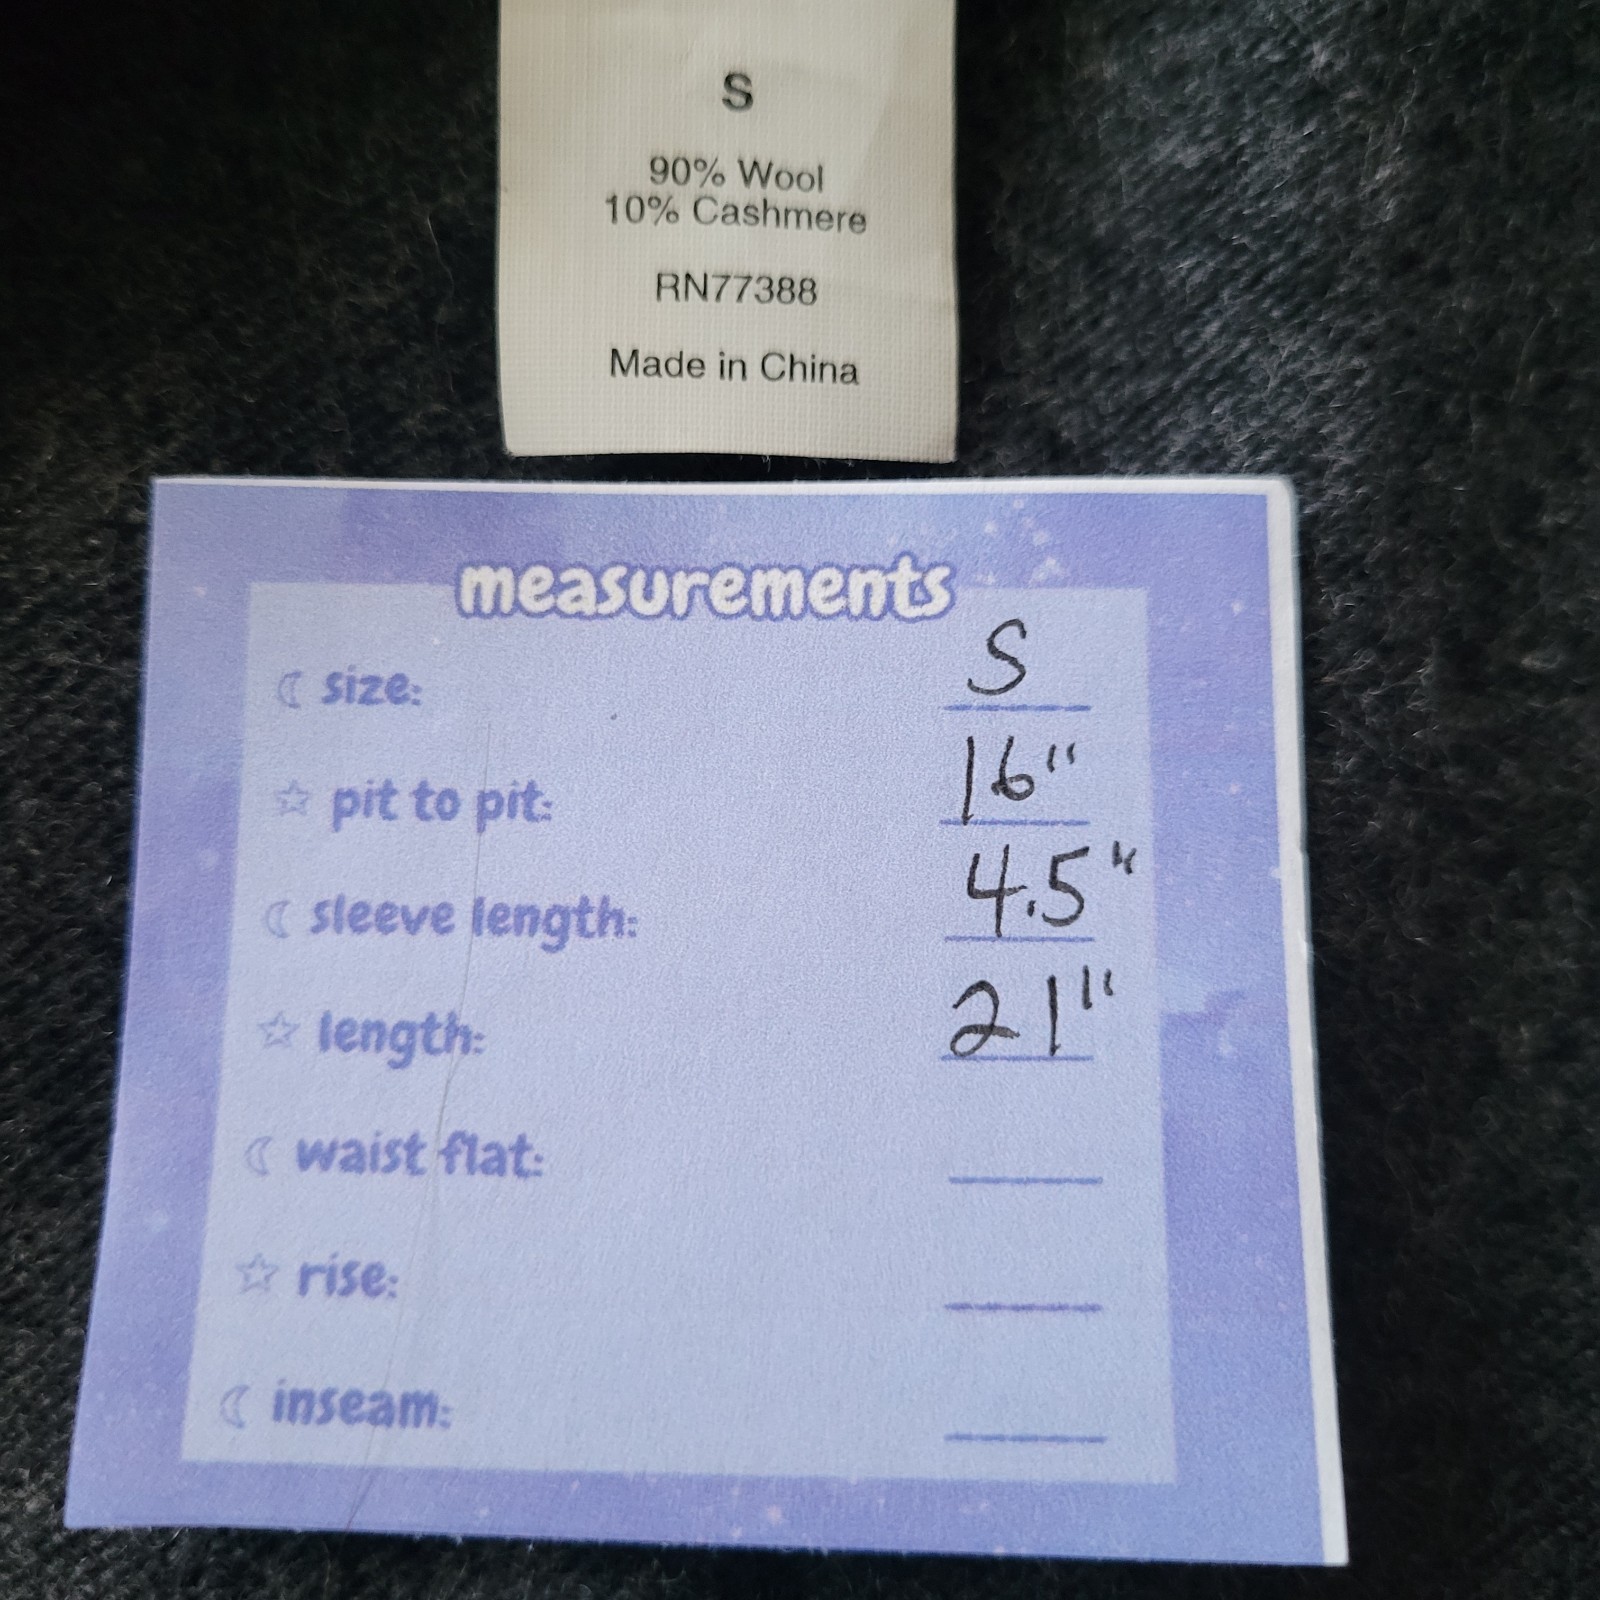 S
90% Wool
10% Cashmere
RN77388
Made in China
measurements
size: S
pit to pit: 16"
sleeve length: 4.5"
length: 21"
waist flat:
rise:
inseam: